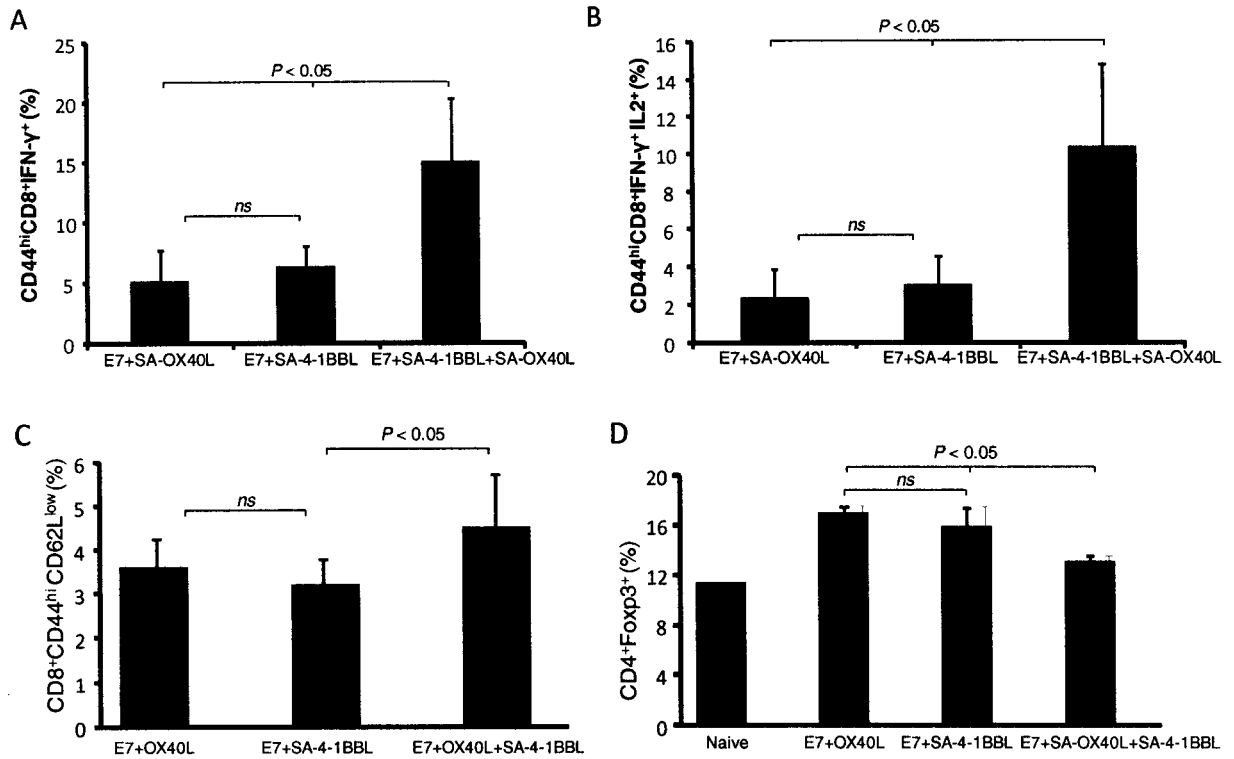 A
CD44hiCD8+IFN-γ+ (%)
25
20
15
10
5
0
P < 0.05
ns
E7+SA-OX40L
E7+SA-4-1BBL
E7+SA-4-1BBL+SA-OX40L
B
CD44hiCD8+IFN-γ+IL2+(%)
16
14
12
10
8
6
4
2
0
P < 0.05
ns
E7+SA-OX40L
E7+SA-4-1BBL
E7+SA-4-1BBL+SA-OX40L
C
CD8+CD44hi CD62Llow(%)
6
5
4
3
2
1
0
P < 0.05
ns
E7+OX40L
E7+SA-4-1BBL
E7+OX40L+SA-4-1BBL
D
CD4+Foxp3+ (%)
20
16
12
8
4
0
P < 0.05
ns
Naive
E7+OX40L
E7+SA-4-1BBL
E7+SA-OX40L+SA-4-1BBL